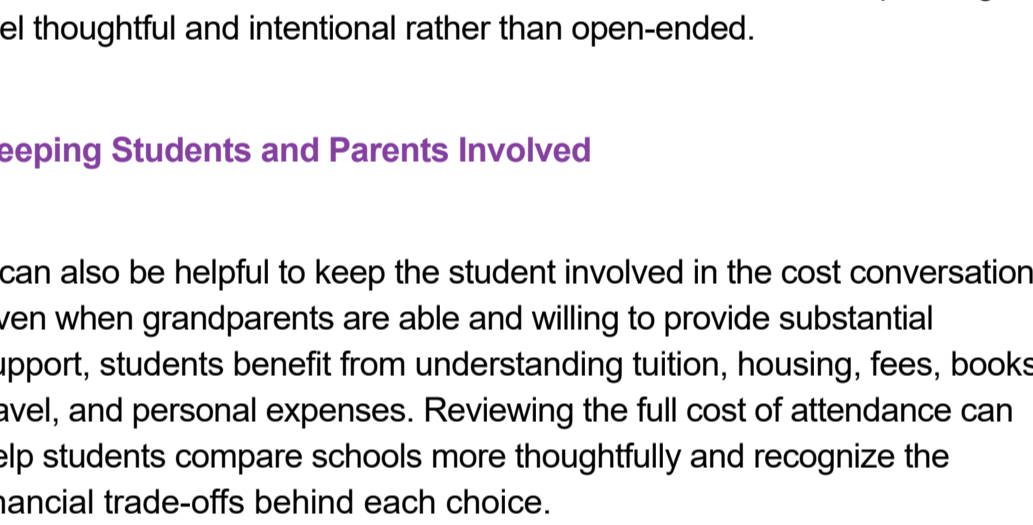 el thoughtful and intentional rather than open-ended.
eeping Students and Parents Involved
can also be helpful to keep the student involved in the cost conversation
ven when grandparents are able and willing to provide substantial
upport, students benefit from understanding tuition, housing, fees, books
avel, and personal expenses. Reviewing the full cost of attendance can
elp students compare schools more thoughtfully and recognize the
nancial trade-offs behind each choice.